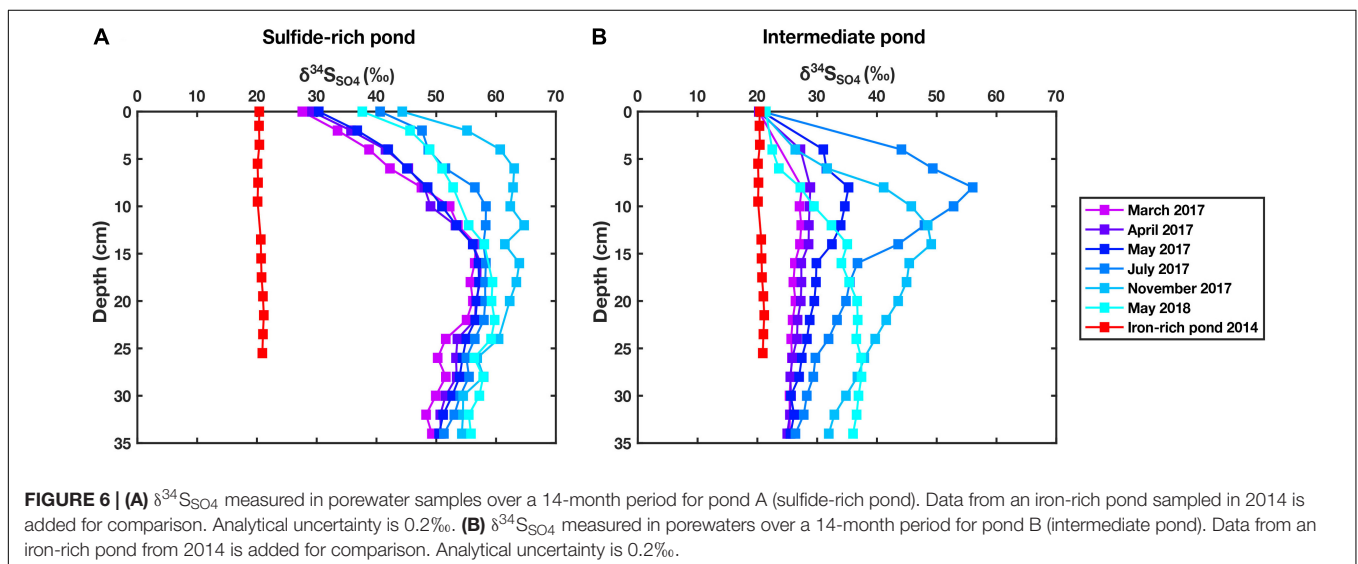 A
Sulfide-rich pond
δ34SSO4 (‰)
0 10 20 30 40 50 60 70
0
5
10
15
20
25
30
35
Depth (cm)
B
Intermediate pond
δ34SSO4 (‰)
0 10 20 30 40 50 60 70
0
5
10
15
20
25
30
35
Depth (cm)
March 2017
April 2017
May 2017
July 2017
November 2017
May 2018
Iron-rich pond 2014
FIGURE 6 | (A) δ34SSO4 measured in porewater samples over a 14-month period for pond A (sulfide-rich pond). Data from an iron-rich pond sampled in 2014 is
added for comparison. Analytical uncertainty is 0.2‰. (B) δ34SSO4 measured in porewaters over a 14-month period for pond B (intermediate pond). Data from an
iron-rich pond from 2014 is added for comparison. Analytical uncertainty is 0.2‰.